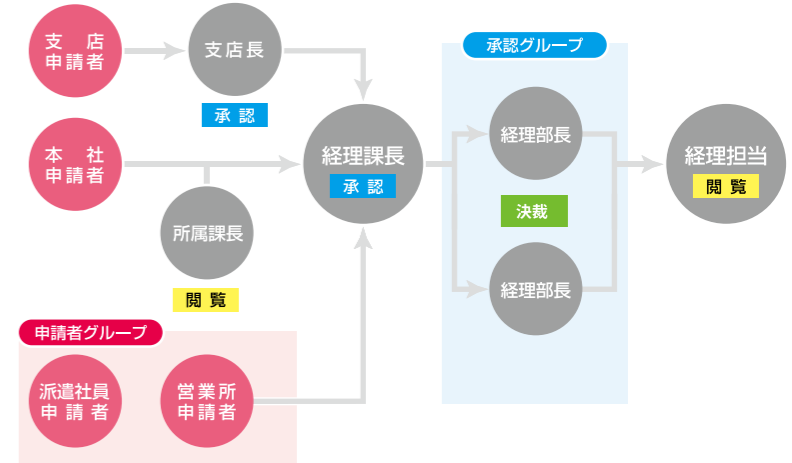 支　店
申請者
支店長
承 認
本　社
申請者
所属課長
閲 覧
経理課長
承 認
承認グループ
経理部長
決裁
経理部長
経理担当
閲 覧
申請者グループ
派遣社員
申 請 者
営業所
申請者